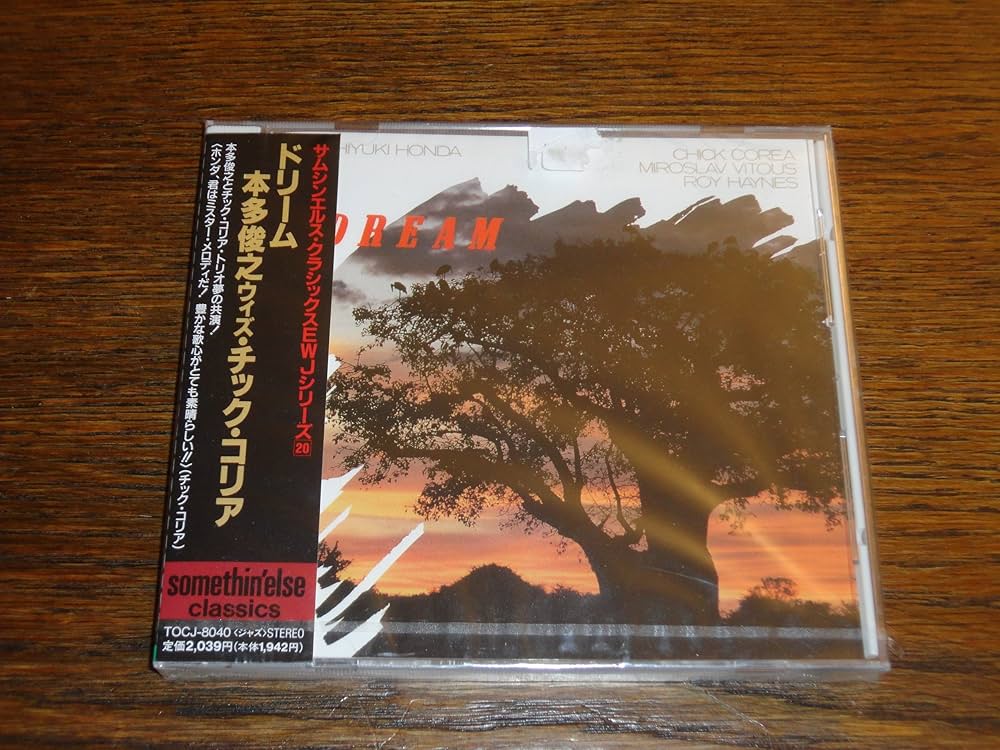 サムシンエルス・クラシックスEWJシリーズ20
ドリーム
本多俊之ウィズ・チック・コリア
本多俊之とチック・コリア・トリオ夢の共演!
〈ホンダ、君はミスター・メロディだ! 豊かな歌心がとても素晴らしい!!〉(チック・コリア)
somethin'else
classics
TOCJ-8040〈ジャズ〉STEREO
定価2,039円(本体1,942円)
HIYUKI HONDA
CHICK COREA
MIROSLAV VITOUS
ROY HAYNES
DREAM